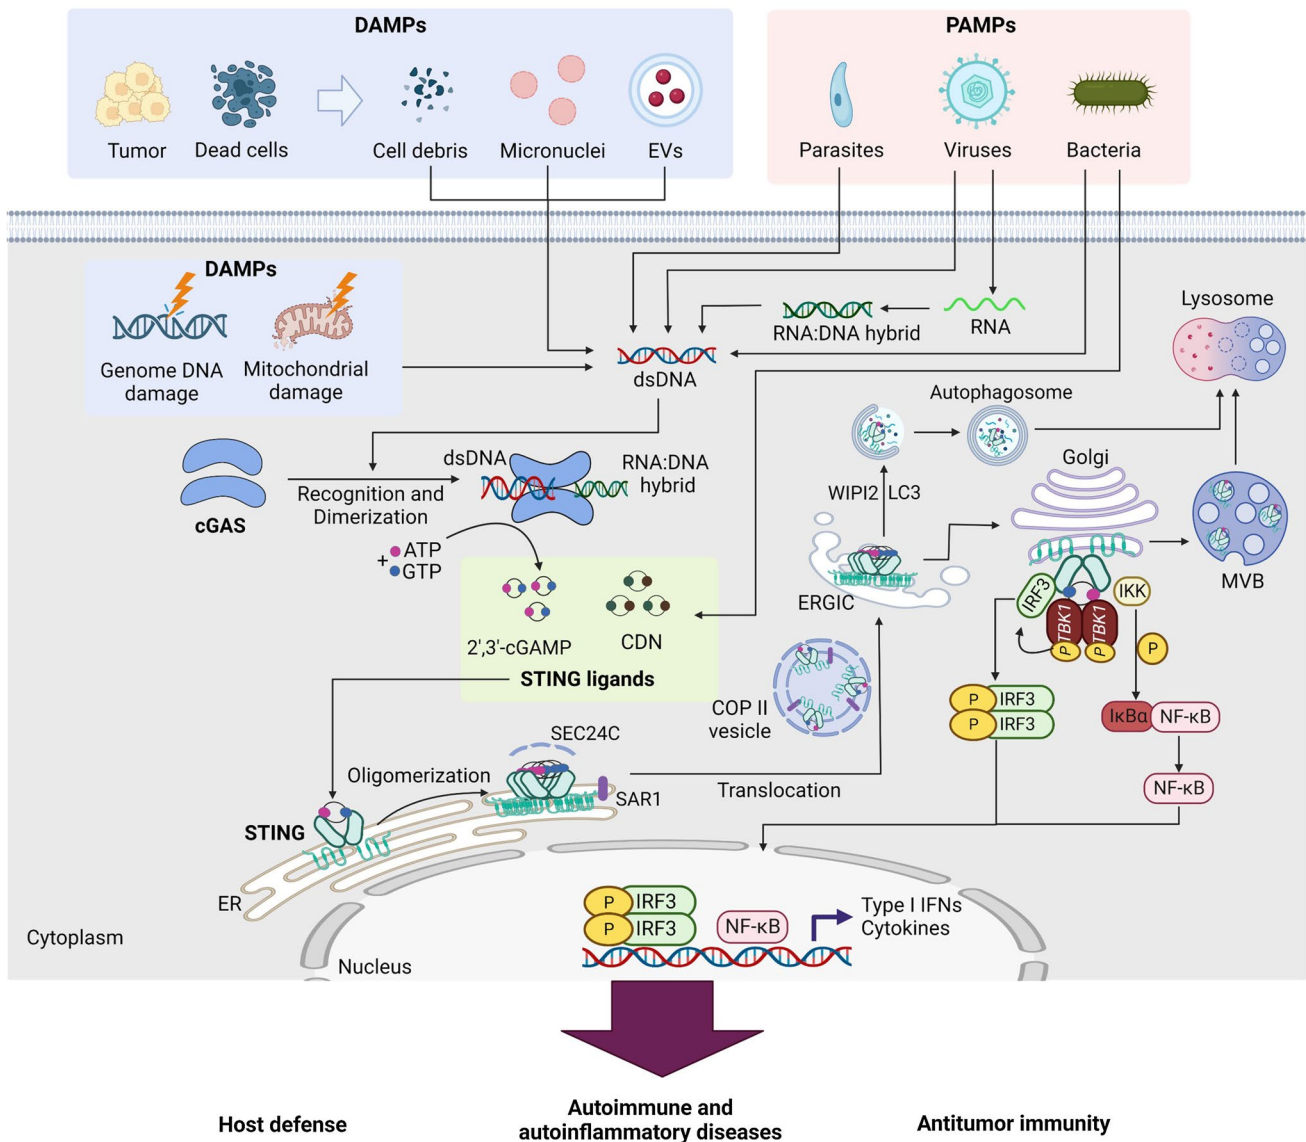 DAMPs
PAMPs
Tumor
Dead cells
Cell debris
Micronuclei
EVs
Parasites
Viruses
Bacteria
DAMPs
Genome DNA
damage
Mitochondrial
damage
RNA:DNA hybrid
RNA
dsDNA
Lysosome
Autophagosome
cGAS
Recognition and
Dimerization
dsDNA
RNA:DNA
hybrid
+
ATP
GTP
WIPI2
LC3
Golgi
MVB
ERGIC
2',3'-cGAMP
CDN
STING ligands
IRF3
TBK1
TBK1
P
P
IKK
P
COP II
vesicle
P IRF3
P IRF3
IκBα NF-κB
NF-κB
SEC24C
Oligomerization
SAR1
Translocation
STING
ER
Cytoplasm
Nucleus
P IRF3
P IRF3
NF-κB
Type I IFNs
Cytokines
Host defense
Autoimmune and
autoinflammatory diseases
Antitumor immunity